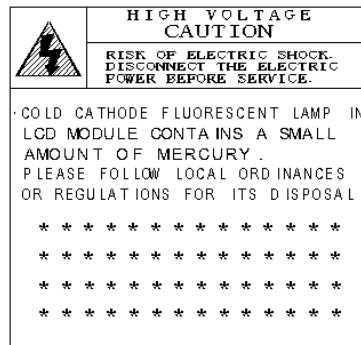 HIGH VOLTAGE
CAUTION
RISK OF ELECTRIC SHOCK.
DISCONNECT THE ELECTRIC
POWER BEFORE SERVICE.
·COLD CATHODE FLUORESCENT LAMP IN
LCD MODULE CONTAINS A SMALL
AMOUNT OF MERCURY.
PLEASE FOLLOW LOCAL ORDINANCES
OR REGULATIONS FOR ITS DISPOSAL
* * * * * * * * * * * * * *
* * * * * * * * * * * * * *
* * * * * * * * * * * * * *
* * * * * * * * * * * * * *